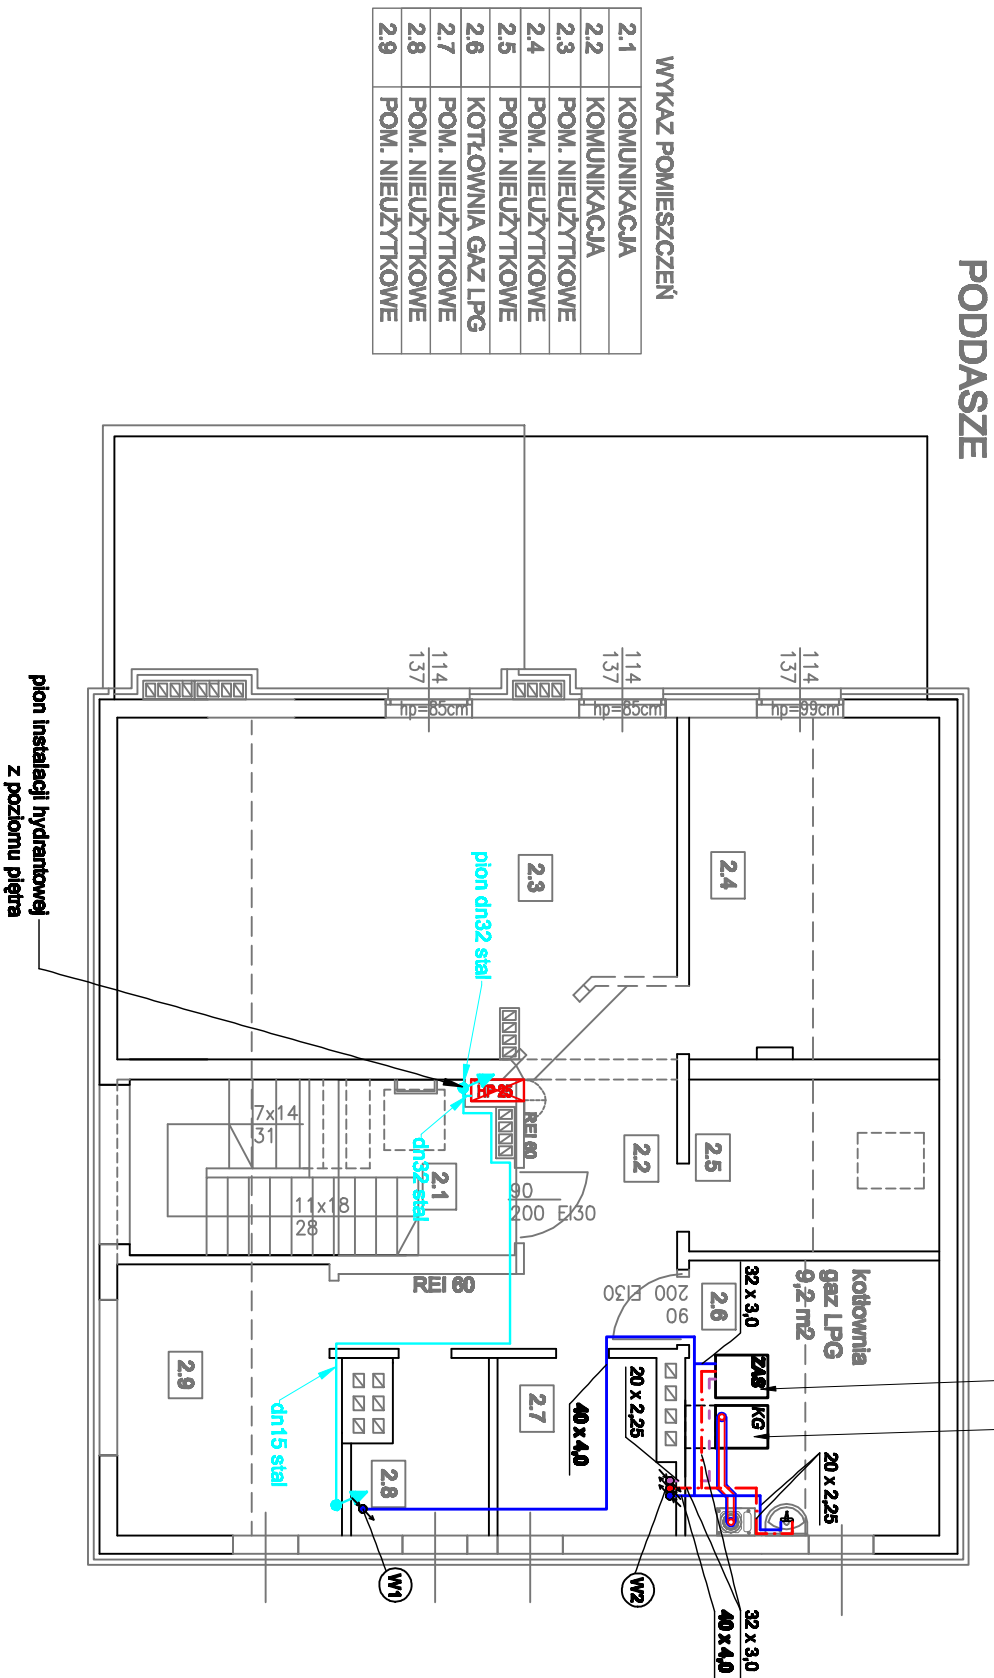 PODDASZE
WYKAZ POMIESZCZEŃ
2.1 KOMUNIKACJA
2.2 KOMUNIKACJA
2.3 POM. NIEUŻYTKOWE
2.4 POM. NIEUŻYTKOWE
2.5 POM. NIEUŻYTKOWE
2.6 KOTŁOWNIA GAZ LPG
2.7 POM. NIEUŻYTKOWE
2.8 POM. NIEUŻYTKOWE
2.9 POM. NIEUŻYTKOWE
114
137
hp=85cm
114
137
hp=85cm
114
137
hp=99cm
pion instalacji hydrantowej
z poziomu piętra
2.3
2.4
pion dn32 stal
HP 25
REI 60
dn32 stal
2.1
2.2
2.5
7x14
31
11x18
28
90
200 EI30
REI 60
90
200 EI30
2.6
kotłownia
gaz LPG
9,2 m2
32 x 3,0
ZAS
KG
20 x 2,25
20 x 2,25
40 x 4,0
2.7
2.8
2.9
dn15 stal
W1
W2
32 x 3,0
40 x 4,0